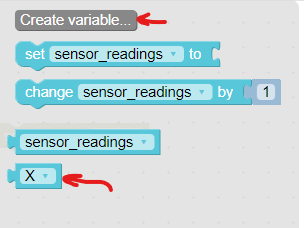 Create variable...
set sensor_readings to
change sensor_readings by 1
sensor_readings
X